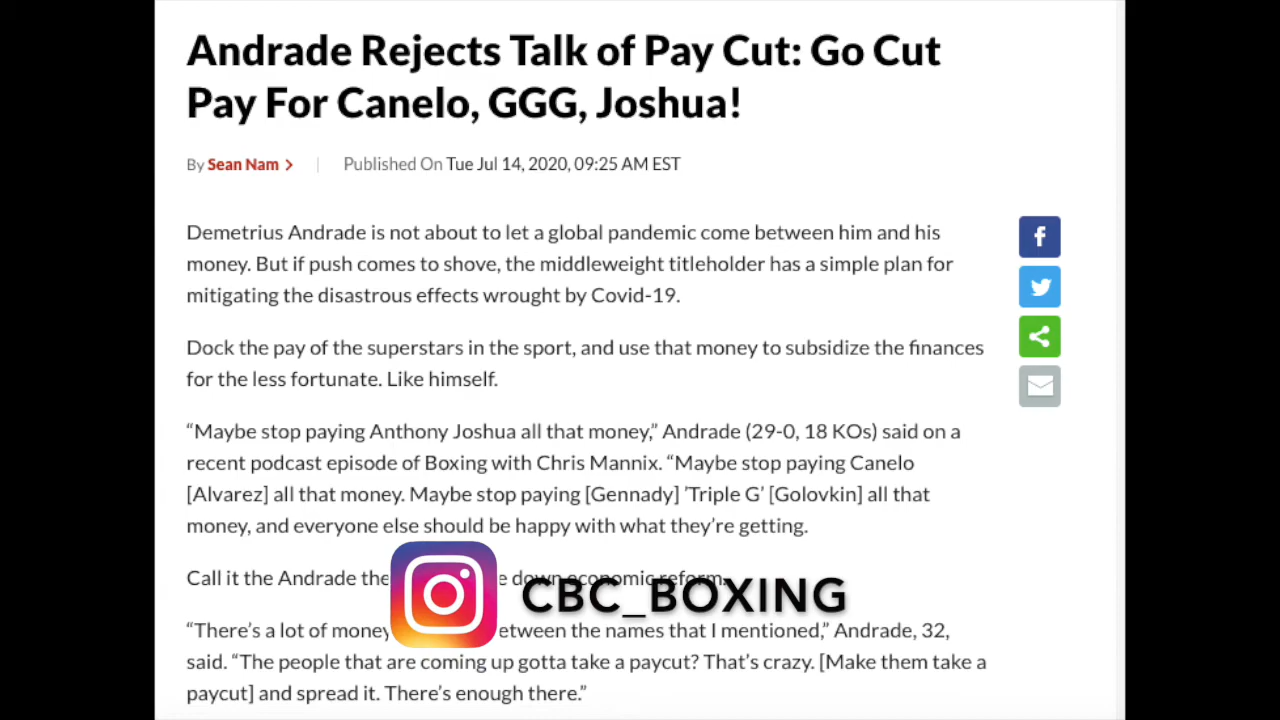 Andrade Rejects Talk of Pay Cut: Go Cut
Pay For Canelo, GGG, Joshua!
By Sean Nam > | Published On Tue Jul 14, 2020, 09:25 AM EST
Demetrius Andrade is not about to let a global pandemic come between him and his
money. But if push comes to shove, the middleweight titleholder has a simple plan for
mitigating the disastrous effects wrought by Covid-19.
Dock the pay of the superstars in the sport, and use that money to subsidize the finances
for the less fortunate. Like himself.
“Maybe stop paying Anthony Joshua all that money,” Andrade (29-0, 18 KOs) said on a
recent podcast episode of Boxing with Chris Mannix. “Maybe stop paying Canelo
[Alvarez] all that money. Maybe stop paying [Gennady] ’Triple G’ [Golovkin] all that
money, and everyone else should be happy with what they’re getting.
Call it the Andrade down economic reform.
CBC_BOXING
“There’s a lot of money between the names that I mentioned,” Andrade, 32,
said. “The people that are coming up gotta take a paycut? That’s crazy. [Make them take a
paycut] and spread it. There’s enough there.”